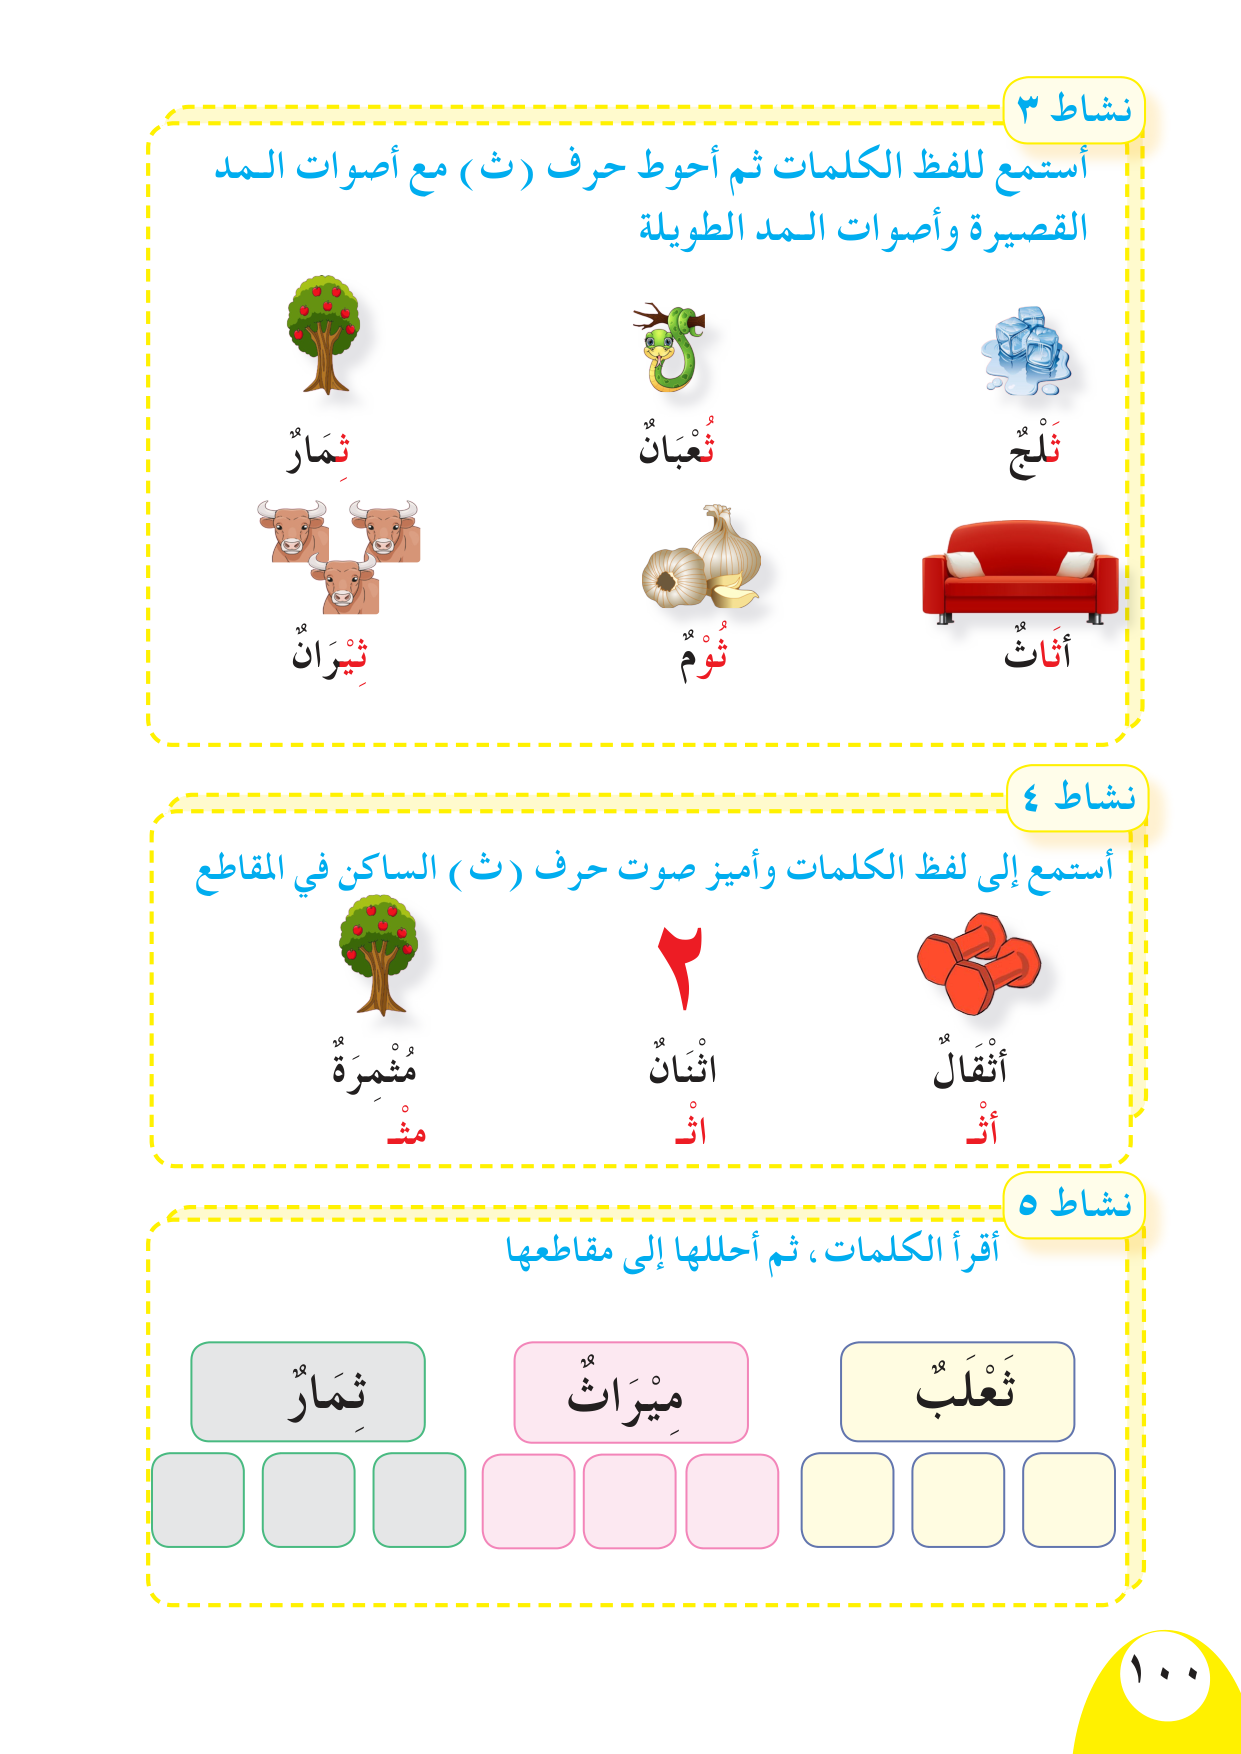 نشاط ٣
أستمع للفظ الكلمات ثم أحوط حرف (ث) مع أصوات الـمد
القصيرة وأصوات الـمد الطويلة
ثَلْجٌ ثُعْبَانٌ ثِمَارٌ
أثَاثٌ ثُوْمٌ ثِيْرَانٌ
نشاط ٤
أستمع إلى لفظ الكلمات وأميز صوت حرف (ث) الساكن في المقاطع
٢
أثْقَالٌ اثْنَانٌ مُثْمِرَةٌ
أثْـ اثْـ مثْـ
نشاط ٥
أقرأ الكلمات، ثم أحللها إلى مقاطعها
ثَعْلَبٌ مِيْرَاثٌ ثِمَارٌ
١٠٠